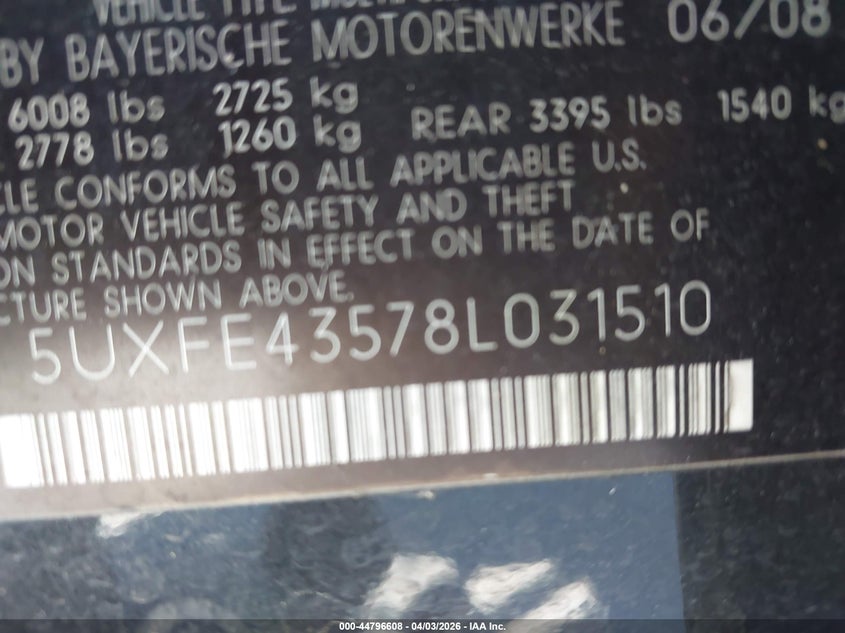 VEHICLE TYPE
BY BAYERISCHE MOTORENWERKE 06/08
6008 lbs 2725 kg
2778 lbs 1260 kg REAR 3395 lbs 1540 kg
CLE CONFORMS TO ALL APPLICABLE U.S.
MOTOR VEHICLE SAFETY AND THEFT
ON STANDARDS IN EFFECT ON THE DATE OF
CTURE SHOWN ABOVE.
5UXFE43578L031510
000-44796608 - 04/03/2026 - IAA Inc.